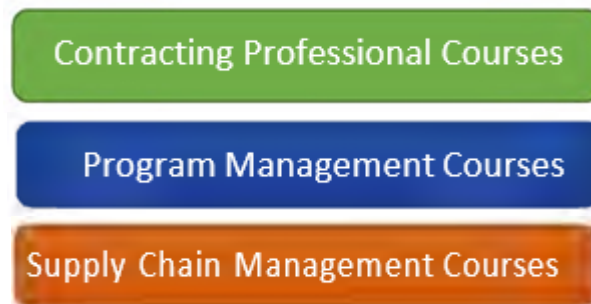 Contracting Professional Courses
Program Management Courses
Supply Chain Management Courses